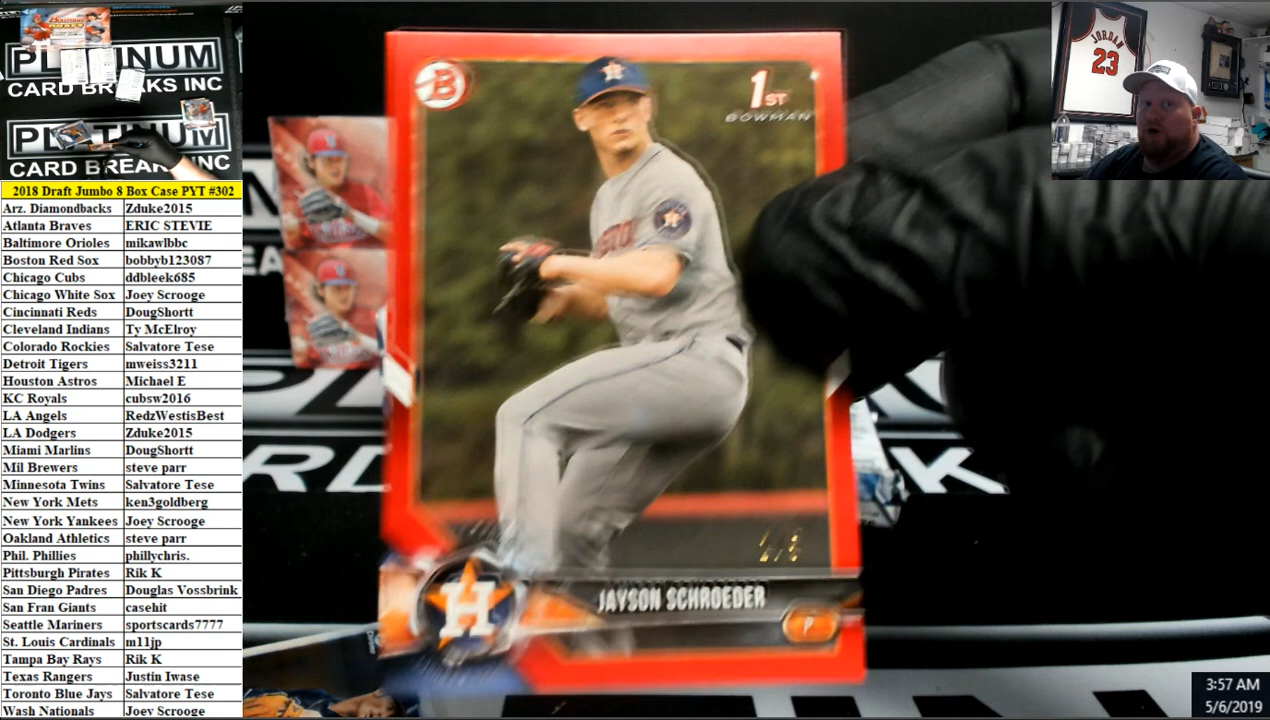 PLATINUM
CARD BREAKS INC
PLATINUM
CARD BREAK INC
2018 Draft Jumbo 8 Box Case PYT #302
Arz. Diamondbacks Zduke2015
Atlanta Braves ERIC STEVIE
Baltimore Orioles mikawlbbc
Boston Red Sox bobbyb123087
Chicago Cubs ddbleek685
Chicago White Sox Joey Scrooge
Cincinnati Reds DougShortt
Cleveland Indians Ty McElroy
Colorado Rockies Salvatore Tese
Detroit Tigers mweiss3211
Houston Astros Michael E
KC Royals cubsw2016
LA Angels RedzWestisBest
LA Dodgers Zduke2015
Miami Marlins DougShortt
Mil Brewers steve parr
Minnesota Twins Salvatore Tese
New York Mets ken3goldberg
New York Yankees Joey Scrooge
Oakland Athletics steve parr
Phil. Phillies phillychris.
Pittsburgh Pirates Rik K
San Diego Padres Douglas Vossbrink
San Fran Giants casehit
Seattle Mariners sportscards7777
St. Louis Cardinals m11jp
Tampa Bay Rays Rik K
Texas Rangers Justin Iwase
Toronto Blue Jays Salvatore Tese
Wash Nationals Joey Scrooge
B
1ST
BOWMAN
H
JAYSON SCHROEDER
P
JORDAN
23
3:57 AM
5/6/2019